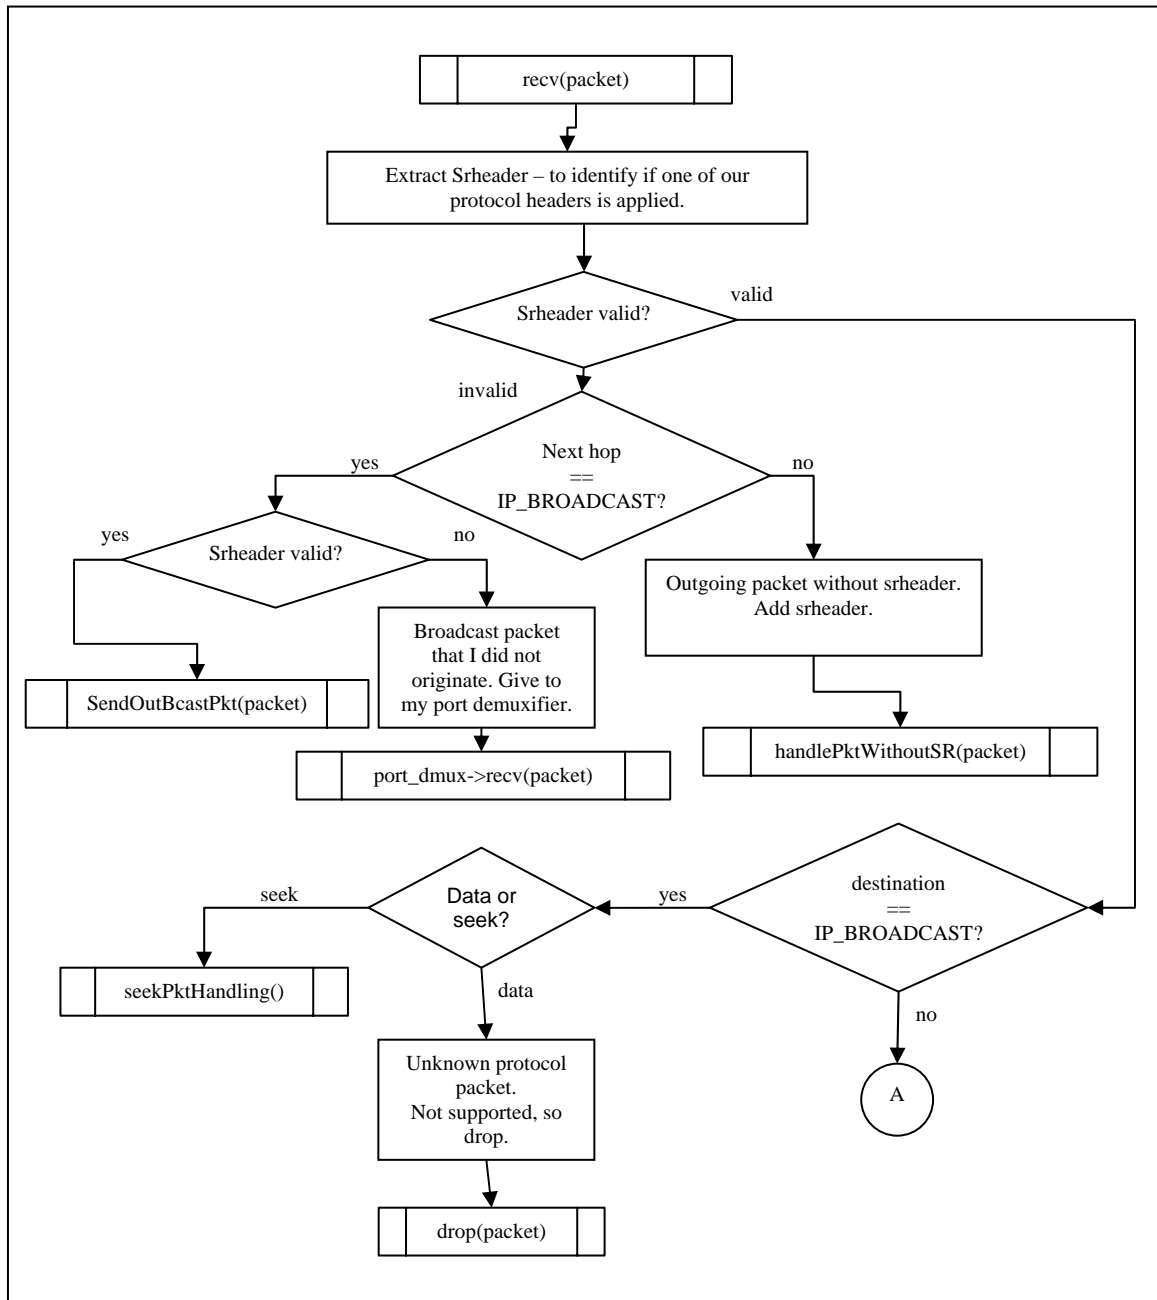 recv(packet)
Extract Srheader – to identify if one of our
protocol headers is applied.
Srheader valid?
valid
invalid
Next hop
==
IP_BROADCAST?
yes
no
Srheader valid?
yes
no
Outgoing packet without srheader.
Add srheader.
Broadcast packet
that I did not
originate. Give to
my port demuxifier.
SendOutBcastPkt(packet)
handlePktWithoutSR(packet)
port_dmux->recv(packet)
destination
==
IP_BROADCAST?
yes
Data or
seek?
seek
seekPktHandling()
data
no
Unknown protocol
packet.
Not supported, so
drop.
A
drop(packet)